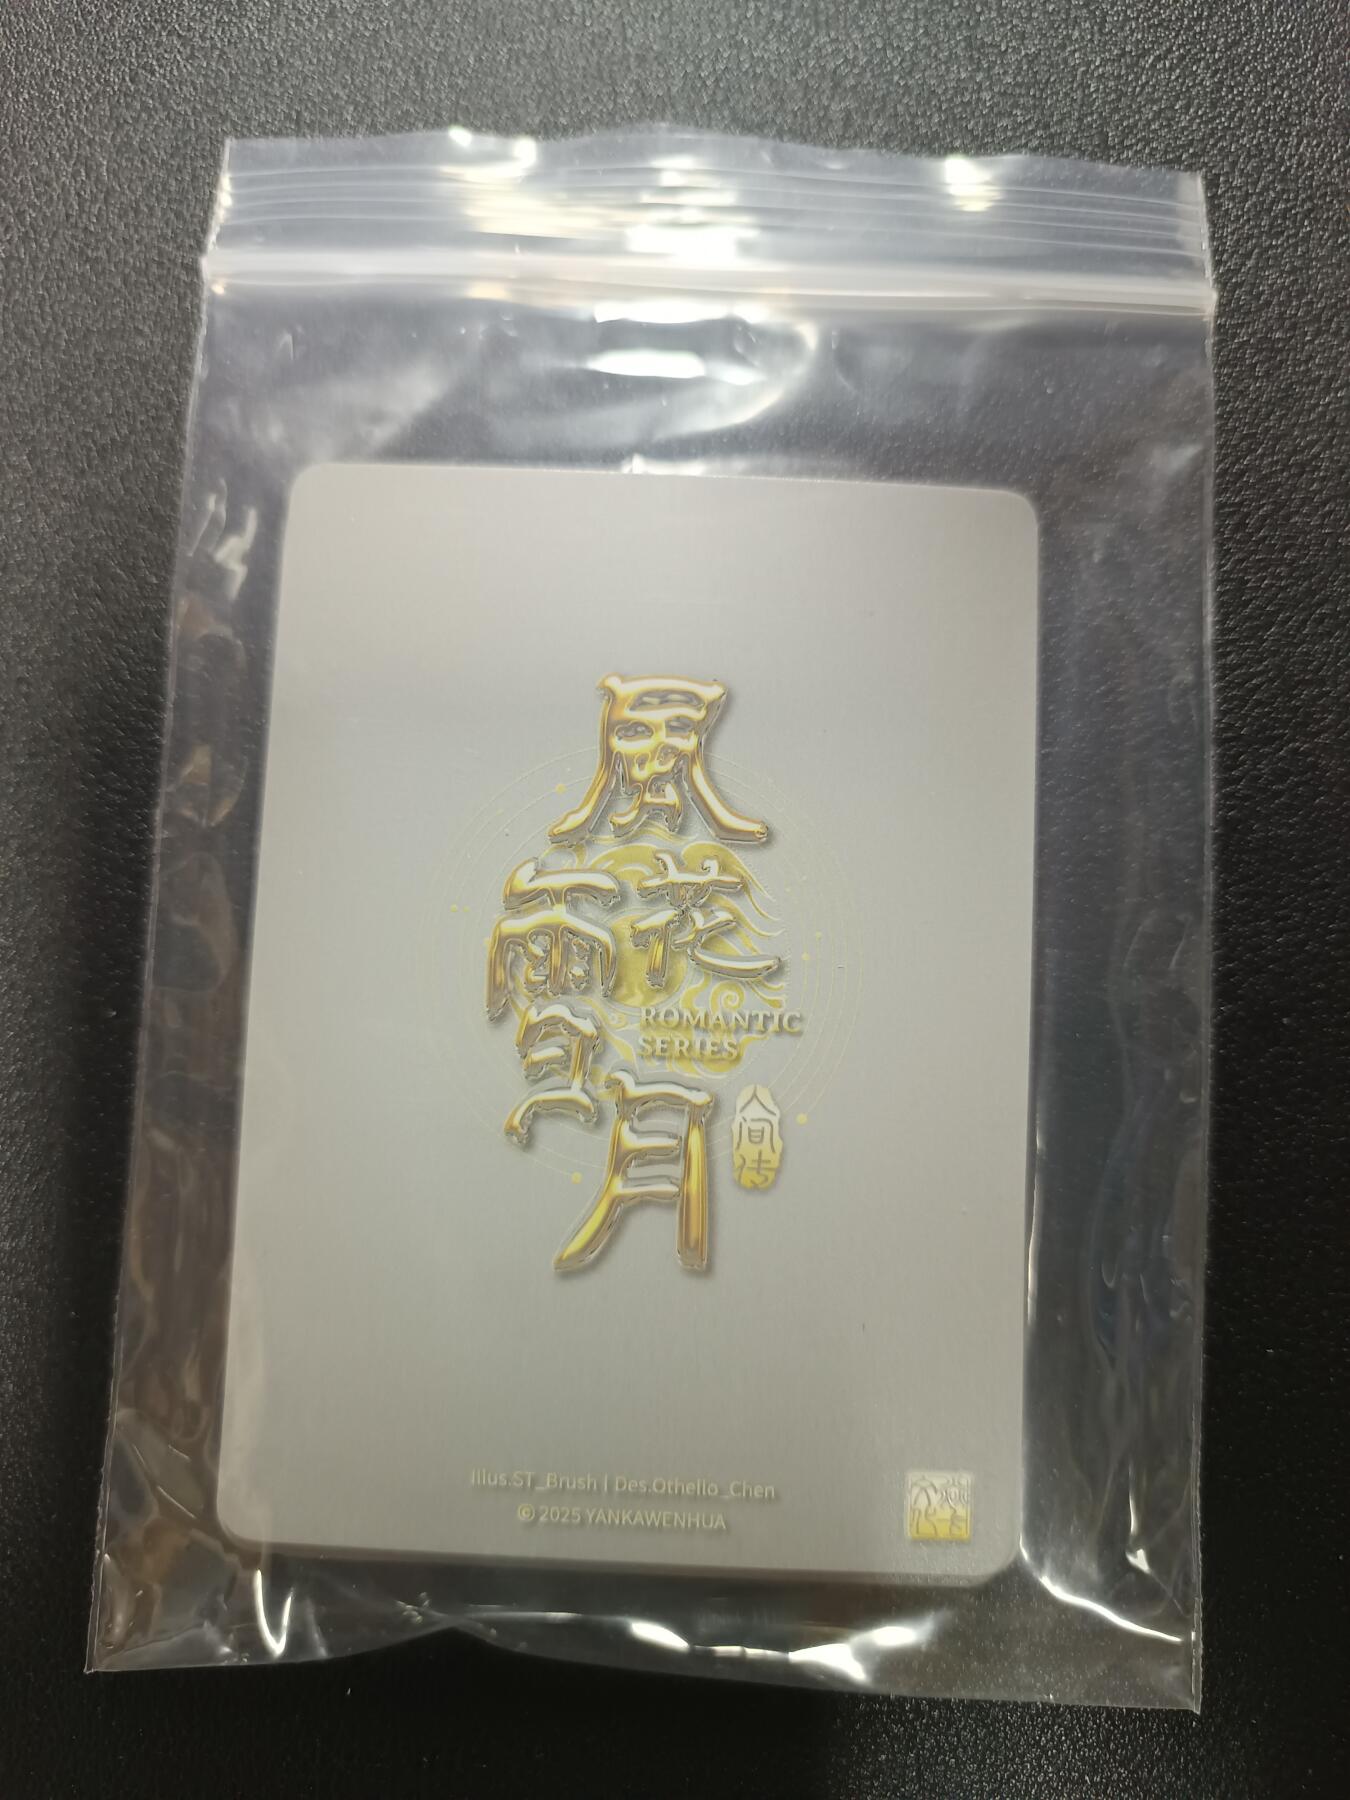 風
花
雪
月
ROMANTIC
SERIES
人间诗
Illus.ST_Brush | Des.Othello_Chen
© 2025 YANKAWENHUA